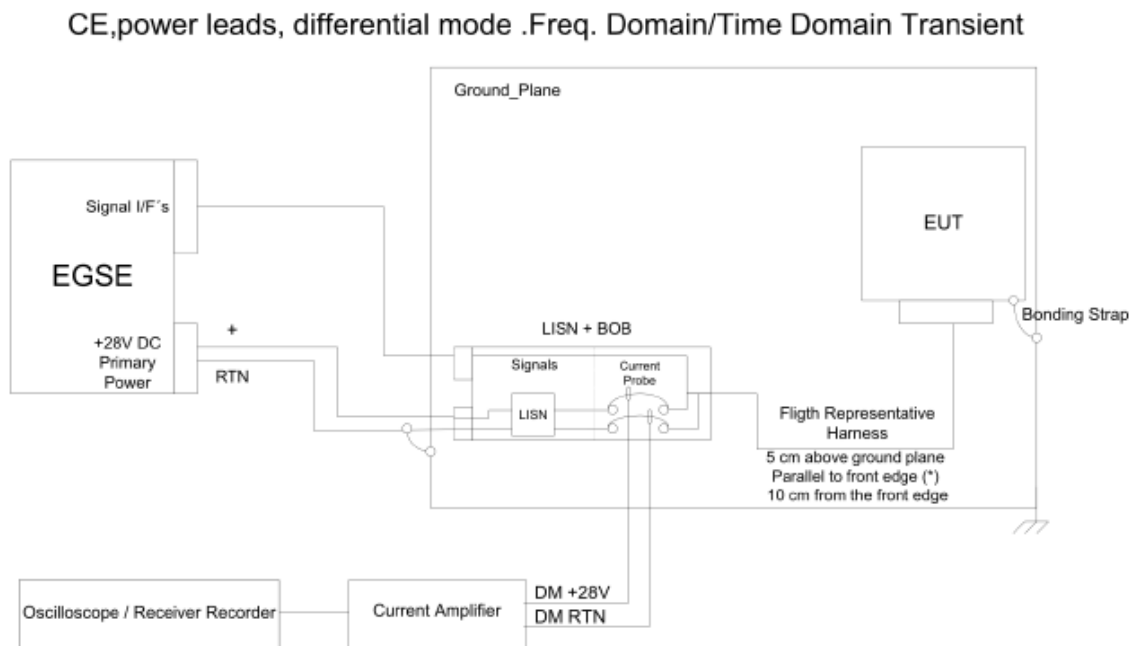 CE,power leads, differential mode .Freq. Domain/Time Domain Transient
Ground_Plane
Signal I/F´s
EGSE
EUT
Bonding Strap
+28V DC
Primary
Power
+
RTN
LISN + BOB
Signals
Current
Probe
LISN
Fligth Representative
Harness
5 cm above ground plane
Parallel to front edge (*)
10 cm from the front edge
Oscilloscope / Receiver Recorder
Current Amplifier
DM +28V
DM RTN